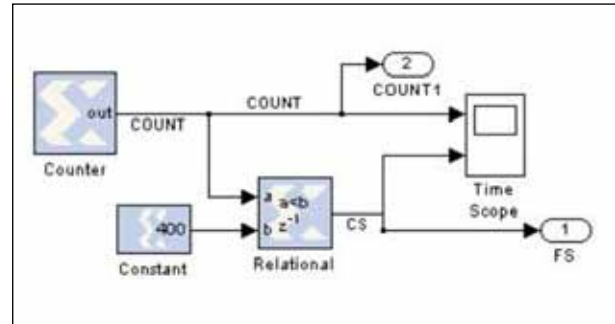 2
COUNT1
out
COUNT
COUNT
Counter
a
a<b
b
z-1
400
CS
Time
Scope
Constant
Relational
1
FS